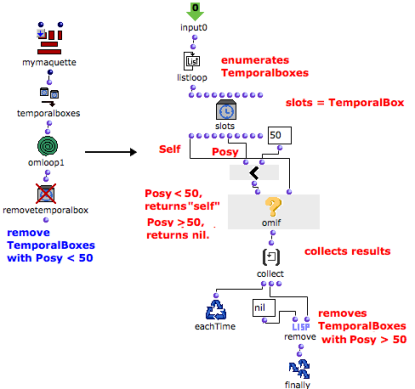 0
input0
mymaquette
enumerates
Temporalboxes
List
listloop
temporalboxes
slots = TemporalBox
slots
omloop1
Self
Posy
50
<
removetemporalbox
Posy < 50,
returns "self"
Posy > 50,
returns nil.
?
omif
remove
TemporalBoxes
with Posy < 50
collects results
collect
eachTime
nil
removes
TemporalBoxes
with Posy > 50
LISP
remove
finally